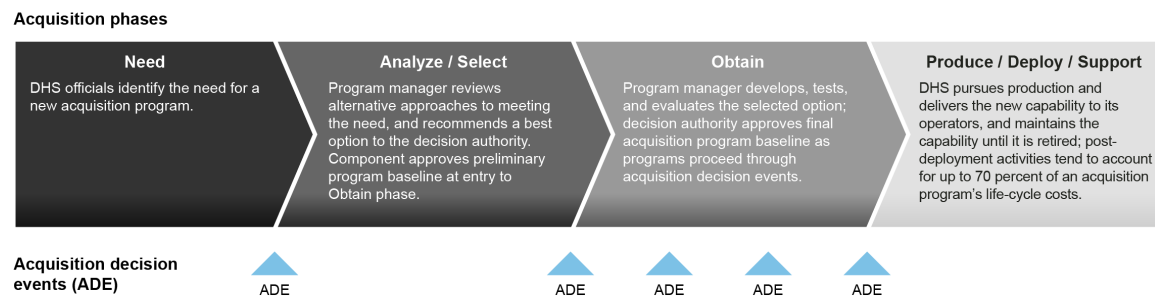 Acquisition phases
Need
DHS officials identify the need for a
new acquisition program.
Analyze / Select
Program manager reviews
alternative approaches to meeting
the need, and recommends a best
option to the decision authority.
Component approves preliminary
program baseline at entry to
Obtain phase.
Obtain
Program manager develops, tests,
and evaluates the selected option;
decision authority approves final
acquisition program baseline as
programs proceed through
acquisition decision events.
Produce / Deploy / Support
DHS pursues production and
delivers the new capability to its
operators, and maintains the
capability until it is retired; post-
deployment activities tend to account
for up to 70 percent of an acquisition
program's life-cycle costs.
Acquisition decision
events (ADE)
ADE
ADE
ADE
ADE
ADE